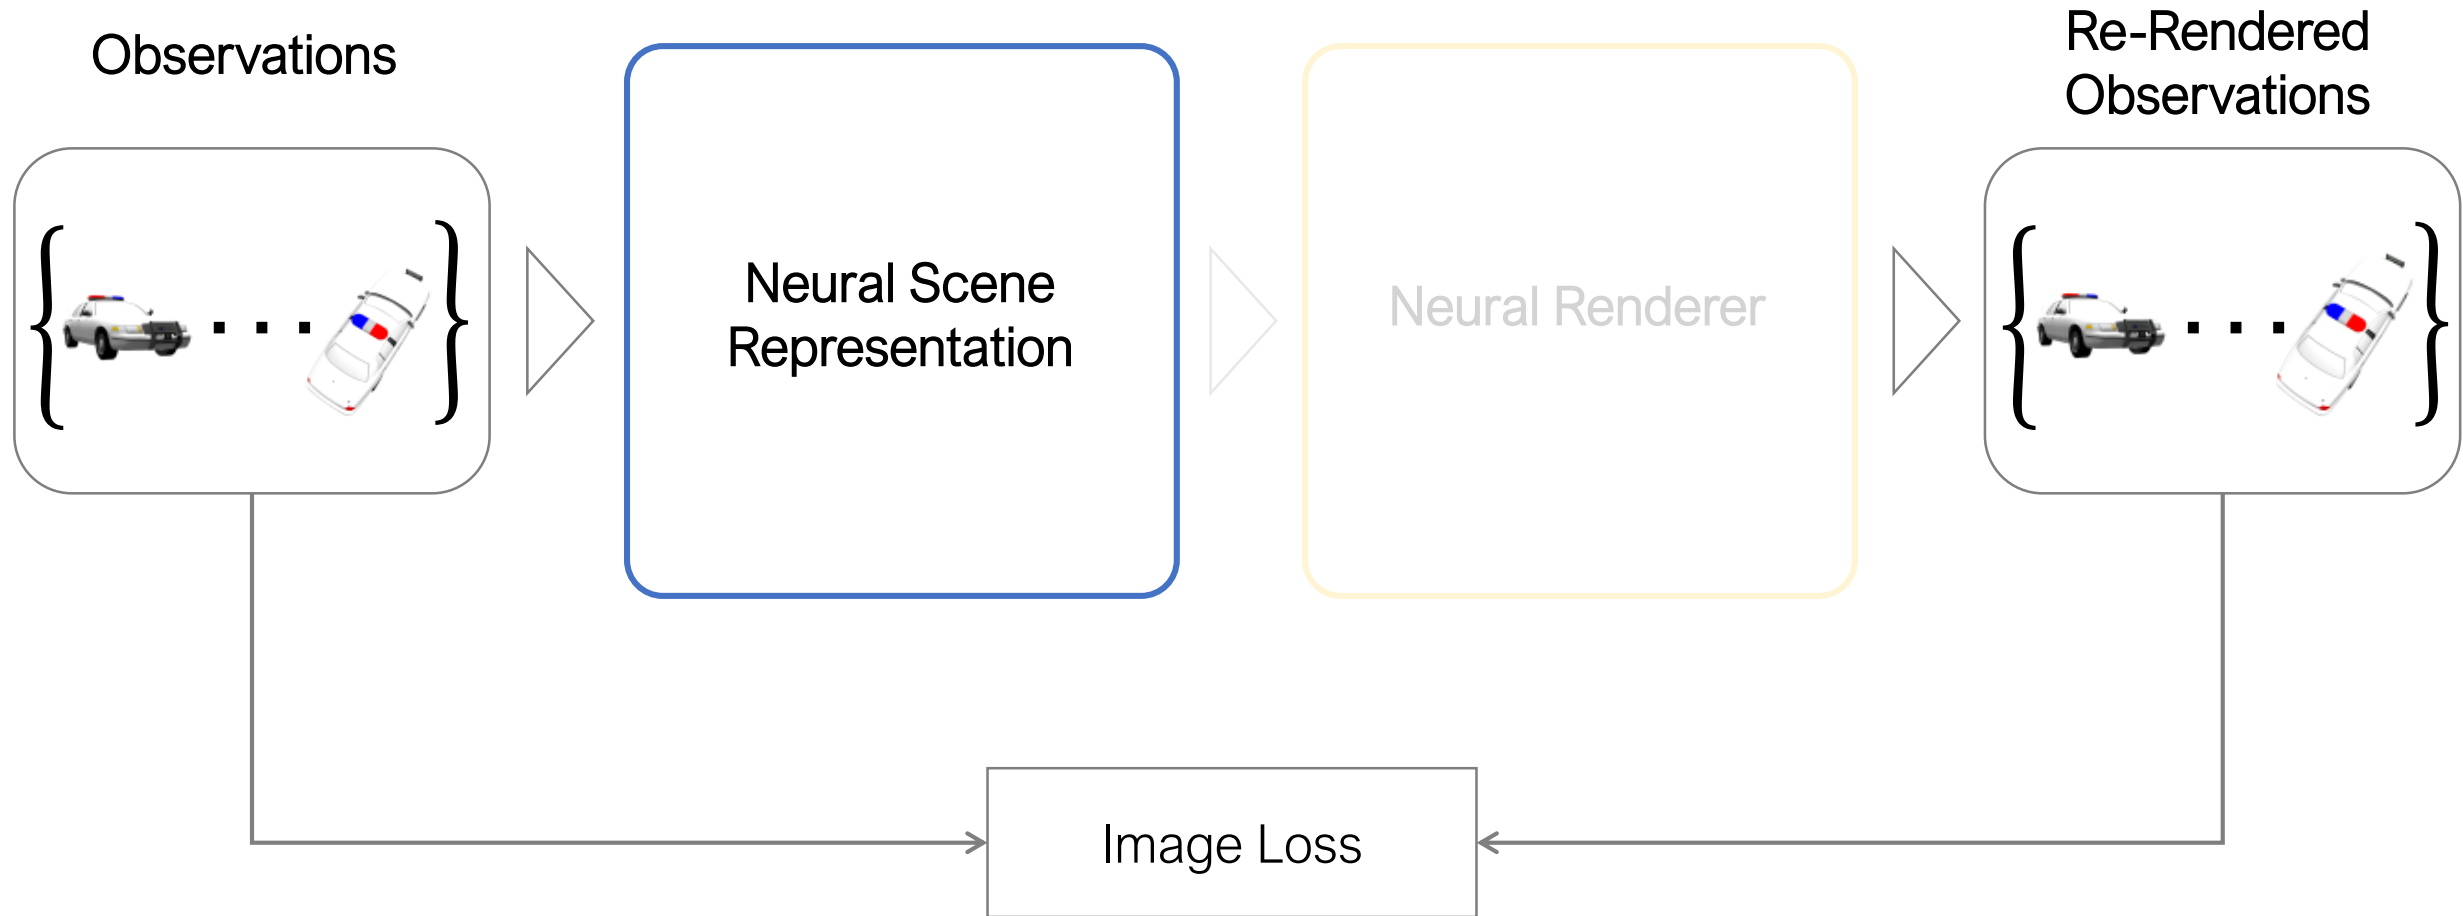 Observations
Re-Rendered
Observations
Neural Scene
Representation
Neural Renderer
Image Loss